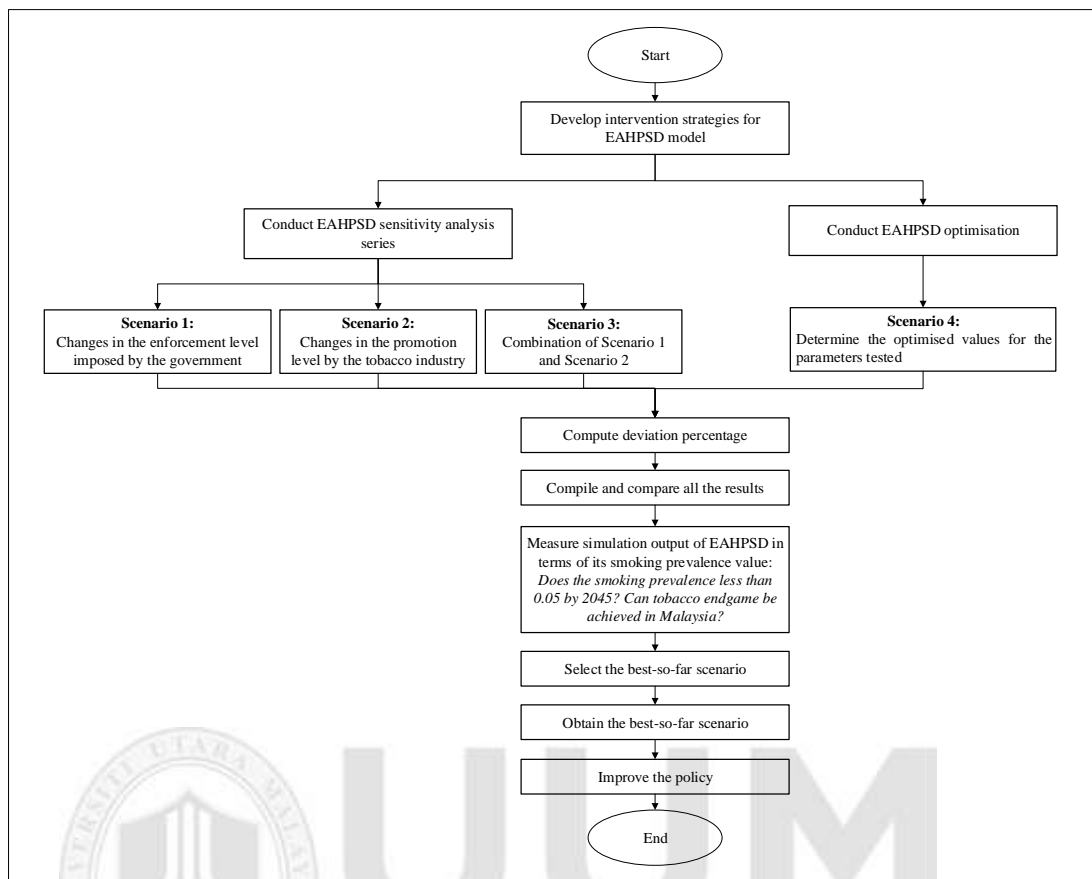 Start
Develop intervention strategies for
EAHPSD model
Conduct EAHPSD sensitivity analysis
series
Conduct EAHPSD optimisation
Scenario 1:
Changes in the enforcement level
imposed by the government
Scenario 2:
Changes in the promotion
level by the tobacco industry
Scenario 3:
Combination of Scenario 1
and Scenario 2
Scenario 4:
Determine the optimised values for the
parameters tested
Compute deviation percentage
Compile and compare all the results
Measure simulation output of EAHPSD in
terms of its smoking prevalence value:
Does the smoking prevalence less than
0.05 by 2045? Can tobacco endgame be
achieved in Malaysia?
Select the best-so-far scenario
Obtain the best-so-far scenario
Improve the policy
End
UTARA
UUM